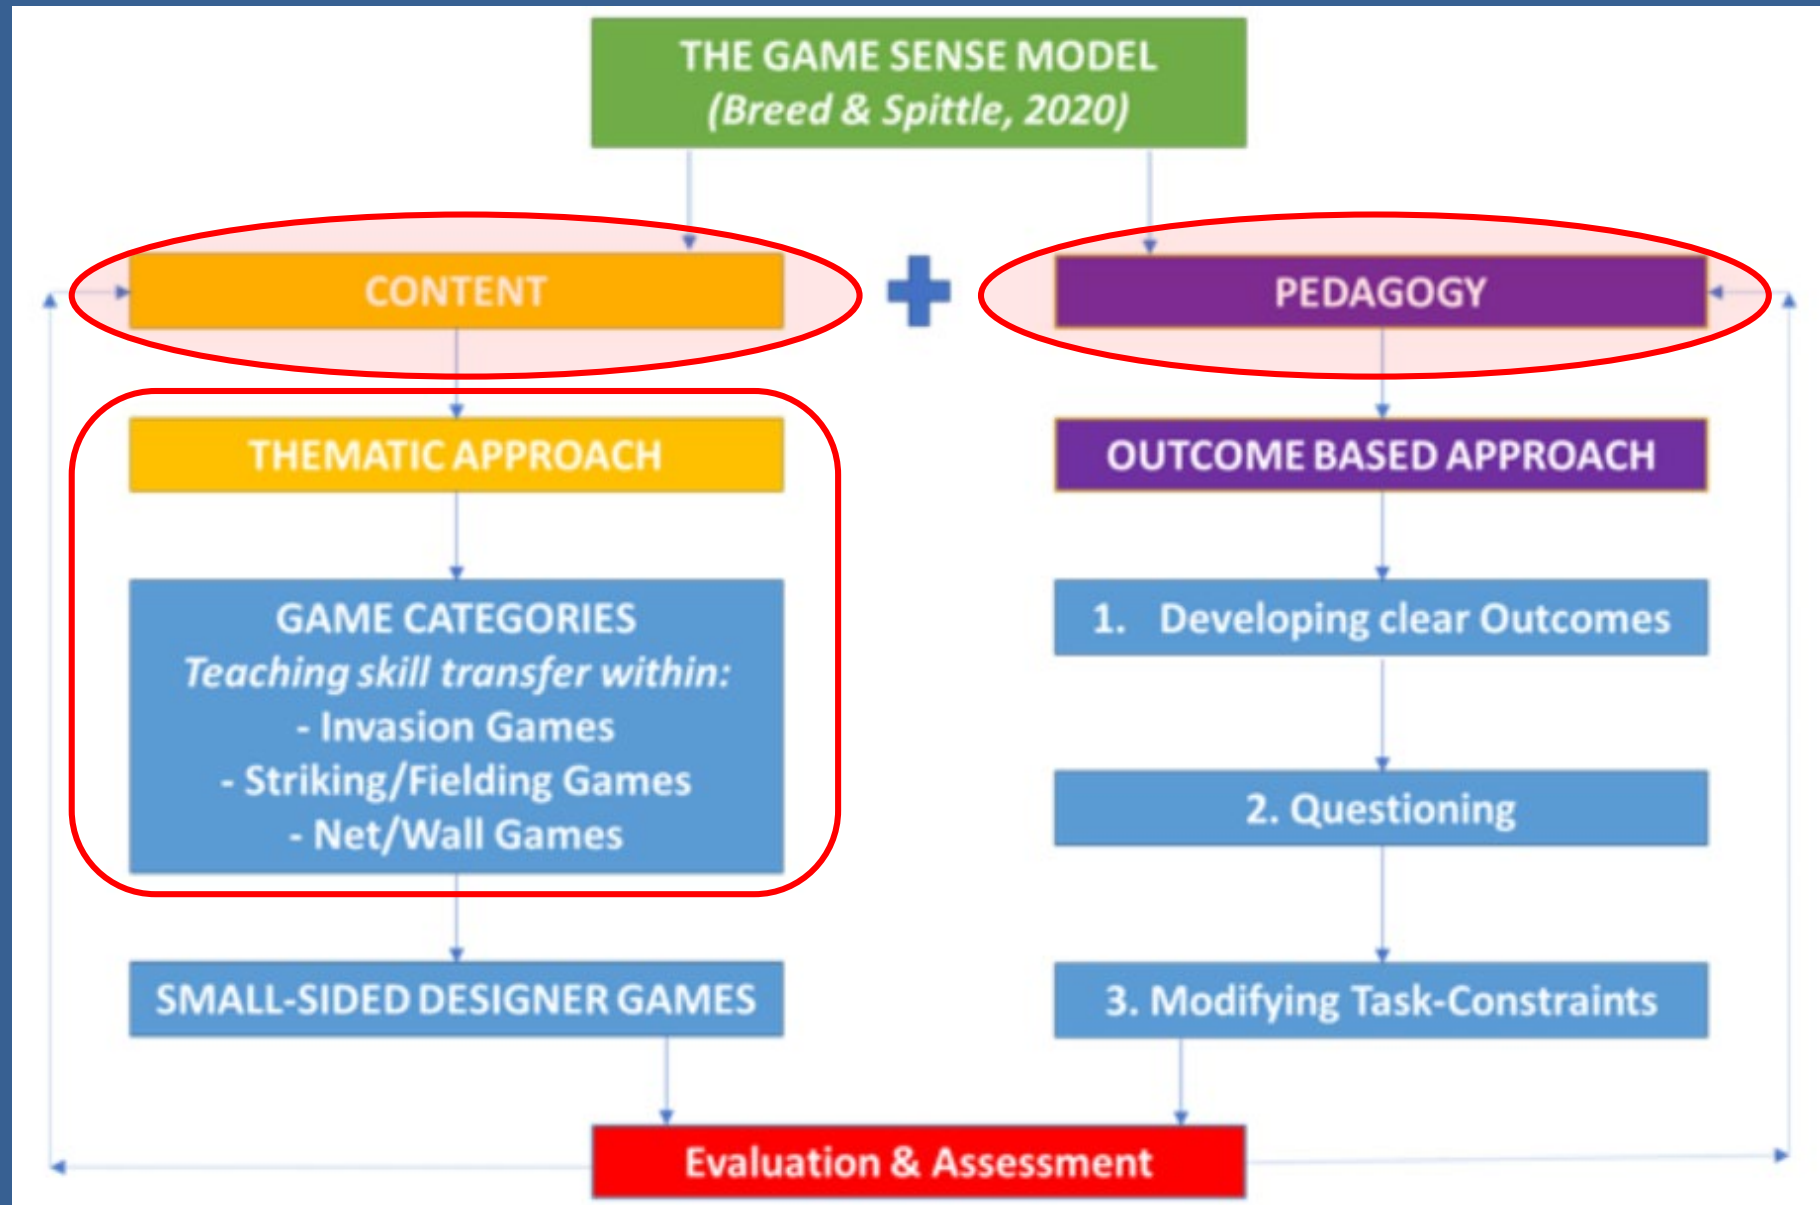 THE GAME SENSE MODEL
(Breed & Spittle, 2020)
CONTENT
PEDAGOGY
THEMATIC APPROACH
OUTCOME BASED APPROACH
GAME CATEGORIES
Teaching skill transfer within:
- Invasion Games
- Striking/Fielding Games
- Net/Wall Games
1. Developing clear Outcomes
2. Questioning
SMALL-SIDED DESIGNER GAMES
3. Modifying Task-Constraints
Evaluation & Assessment